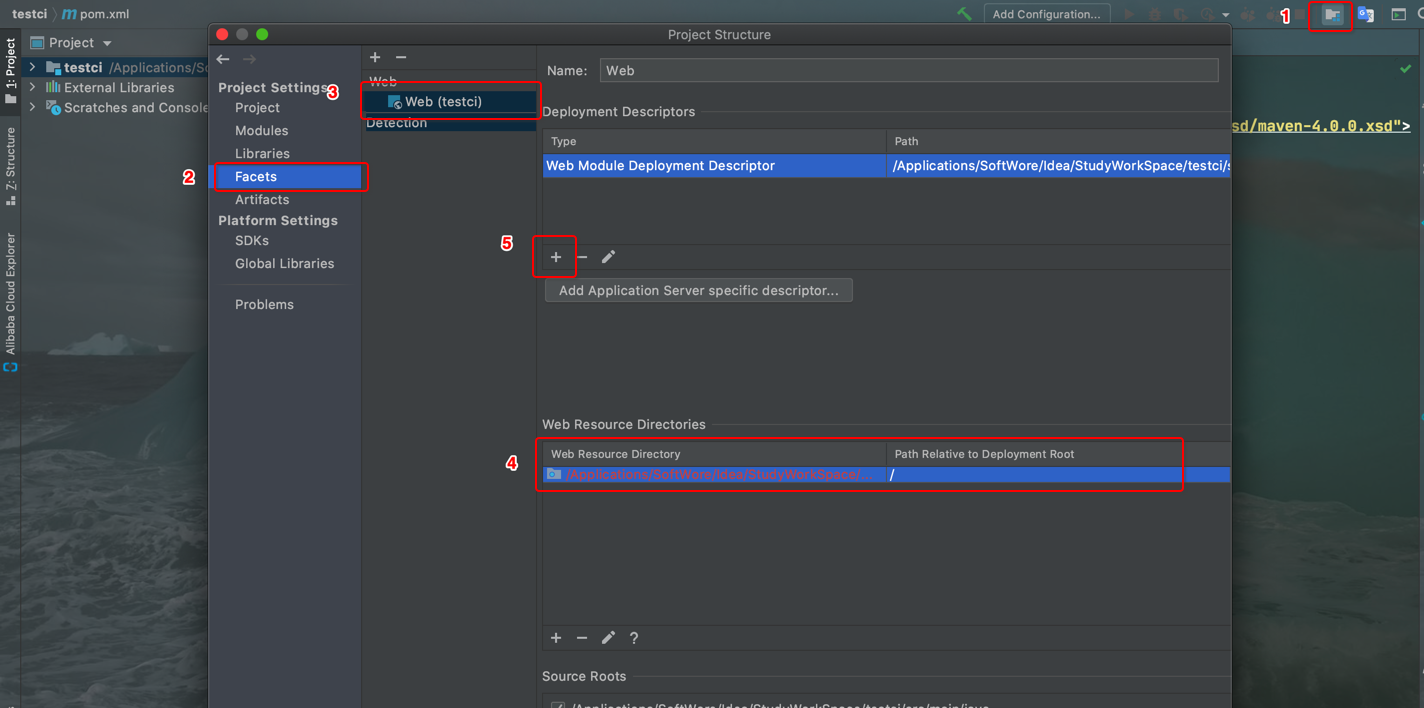 testci m pom.xml
Add Configuration...
1
Project
Project Structure
1: Project
testci /Applications/So
External Libraries
Scratches and Console
Z: Structure
Alibaba Cloud Explorer
sd/maven-4.0.0.xsd">
Project Settings
Project
Modules
Libraries
2
Facets
Artifacts
Platform Settings
SDKs
Global Libraries
Problems
Web
3
Web (testci)
Detection
Name: Web
Deployment Descriptors
Type Path
Web Module Deployment Descriptor /Applications/SoftWore/Idea/StudyWorkSpace/testci/s
5
+ −
Add Application Server specific descriptor...
Web Resource Directories
4
Web Resource Directory Path Relative to Deployment Root
/Applications/SoftWore/Idea/StudyWorkSpace/... /
+ − ?
Source Roots
/Applications/SoftWore/Idea/StudyWorkSpace/testci/src/main/java